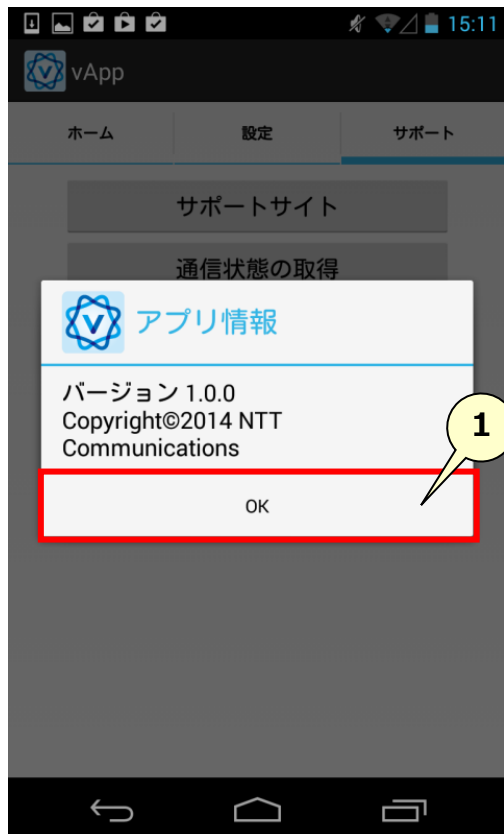 15:11
vApp
ホーム 設定 サポート
サポートサイト
通信状態の取得
アプリ情報
バージョン 1.0.0
Copyright©2014 NTT
Communications
1
OK